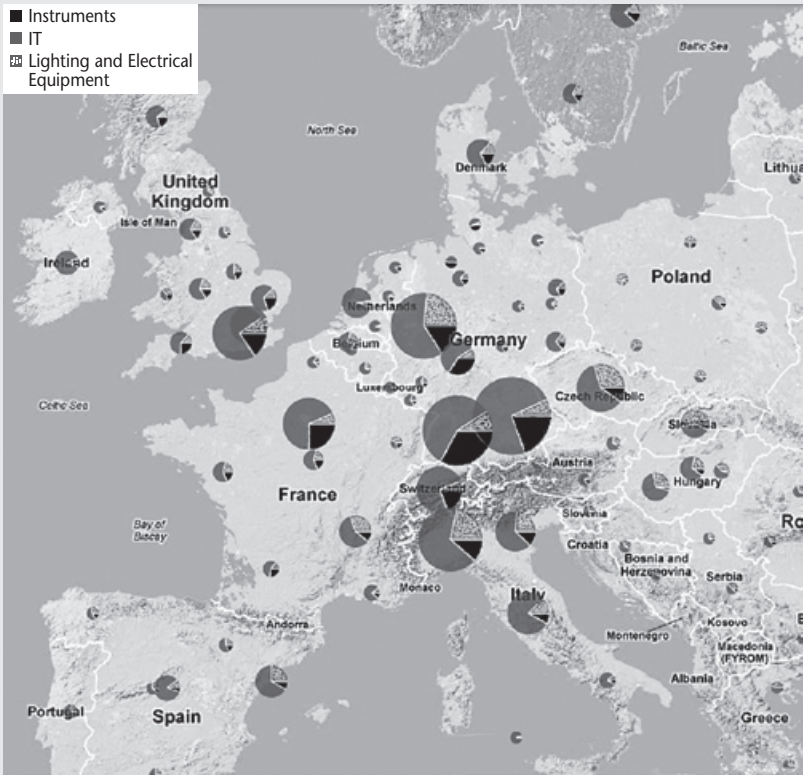 Instruments
IT
Lighting and Electrical
Equipment
Baltic Sea
North Sea
Denmark
Lithua
United
Kingdom
Isle of Man
Ireland
Poland
Netherlands
Germany
Belgium
Luxembourg
Czech Republic
Celtic Sea
Slovakia
France
Austria
Switzerland
Hungary
Slovenia
Ro
Bay of
Biscay
Croatia
Bosnia and
Herzegovina
Serbia
Monaco
Italy
Andorra
Kosovo
Montenegro
Macedonia
(FYROM)
Albania
Portugal
Spain
Greece